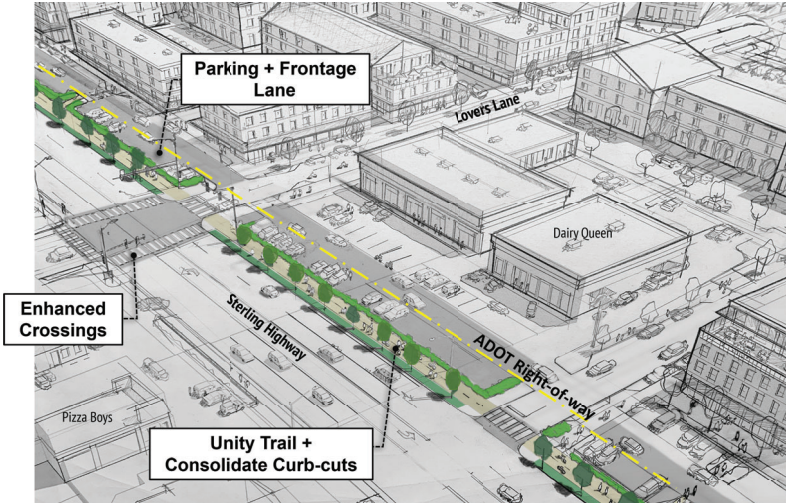 Parking + Frontage
Lane
Lovers Lane
Dairy Queen
Enhanced
Crossings
Sterling Highway
ADOT Right-of-way
Pizza Boys
Unity Trail +
Consolidate Curb-cuts